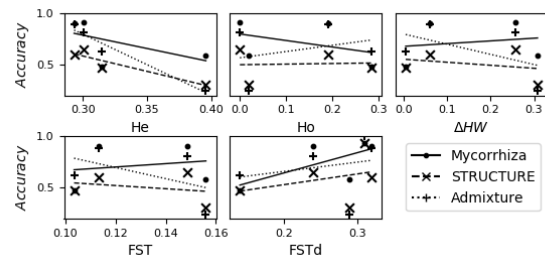 1.0
0.5
Accuracy
0.30 0.35 0.40
He
0.0 0.1 0.2 0.3
Ho
0.0 0.1 0.2 0.3
ΔHW
1.0
0.5
Accuracy
0.10 0.12 0.14 0.16
FST
0.2 0.3
FSTd
Mycorrhiza
STRUCTURE
Admixture